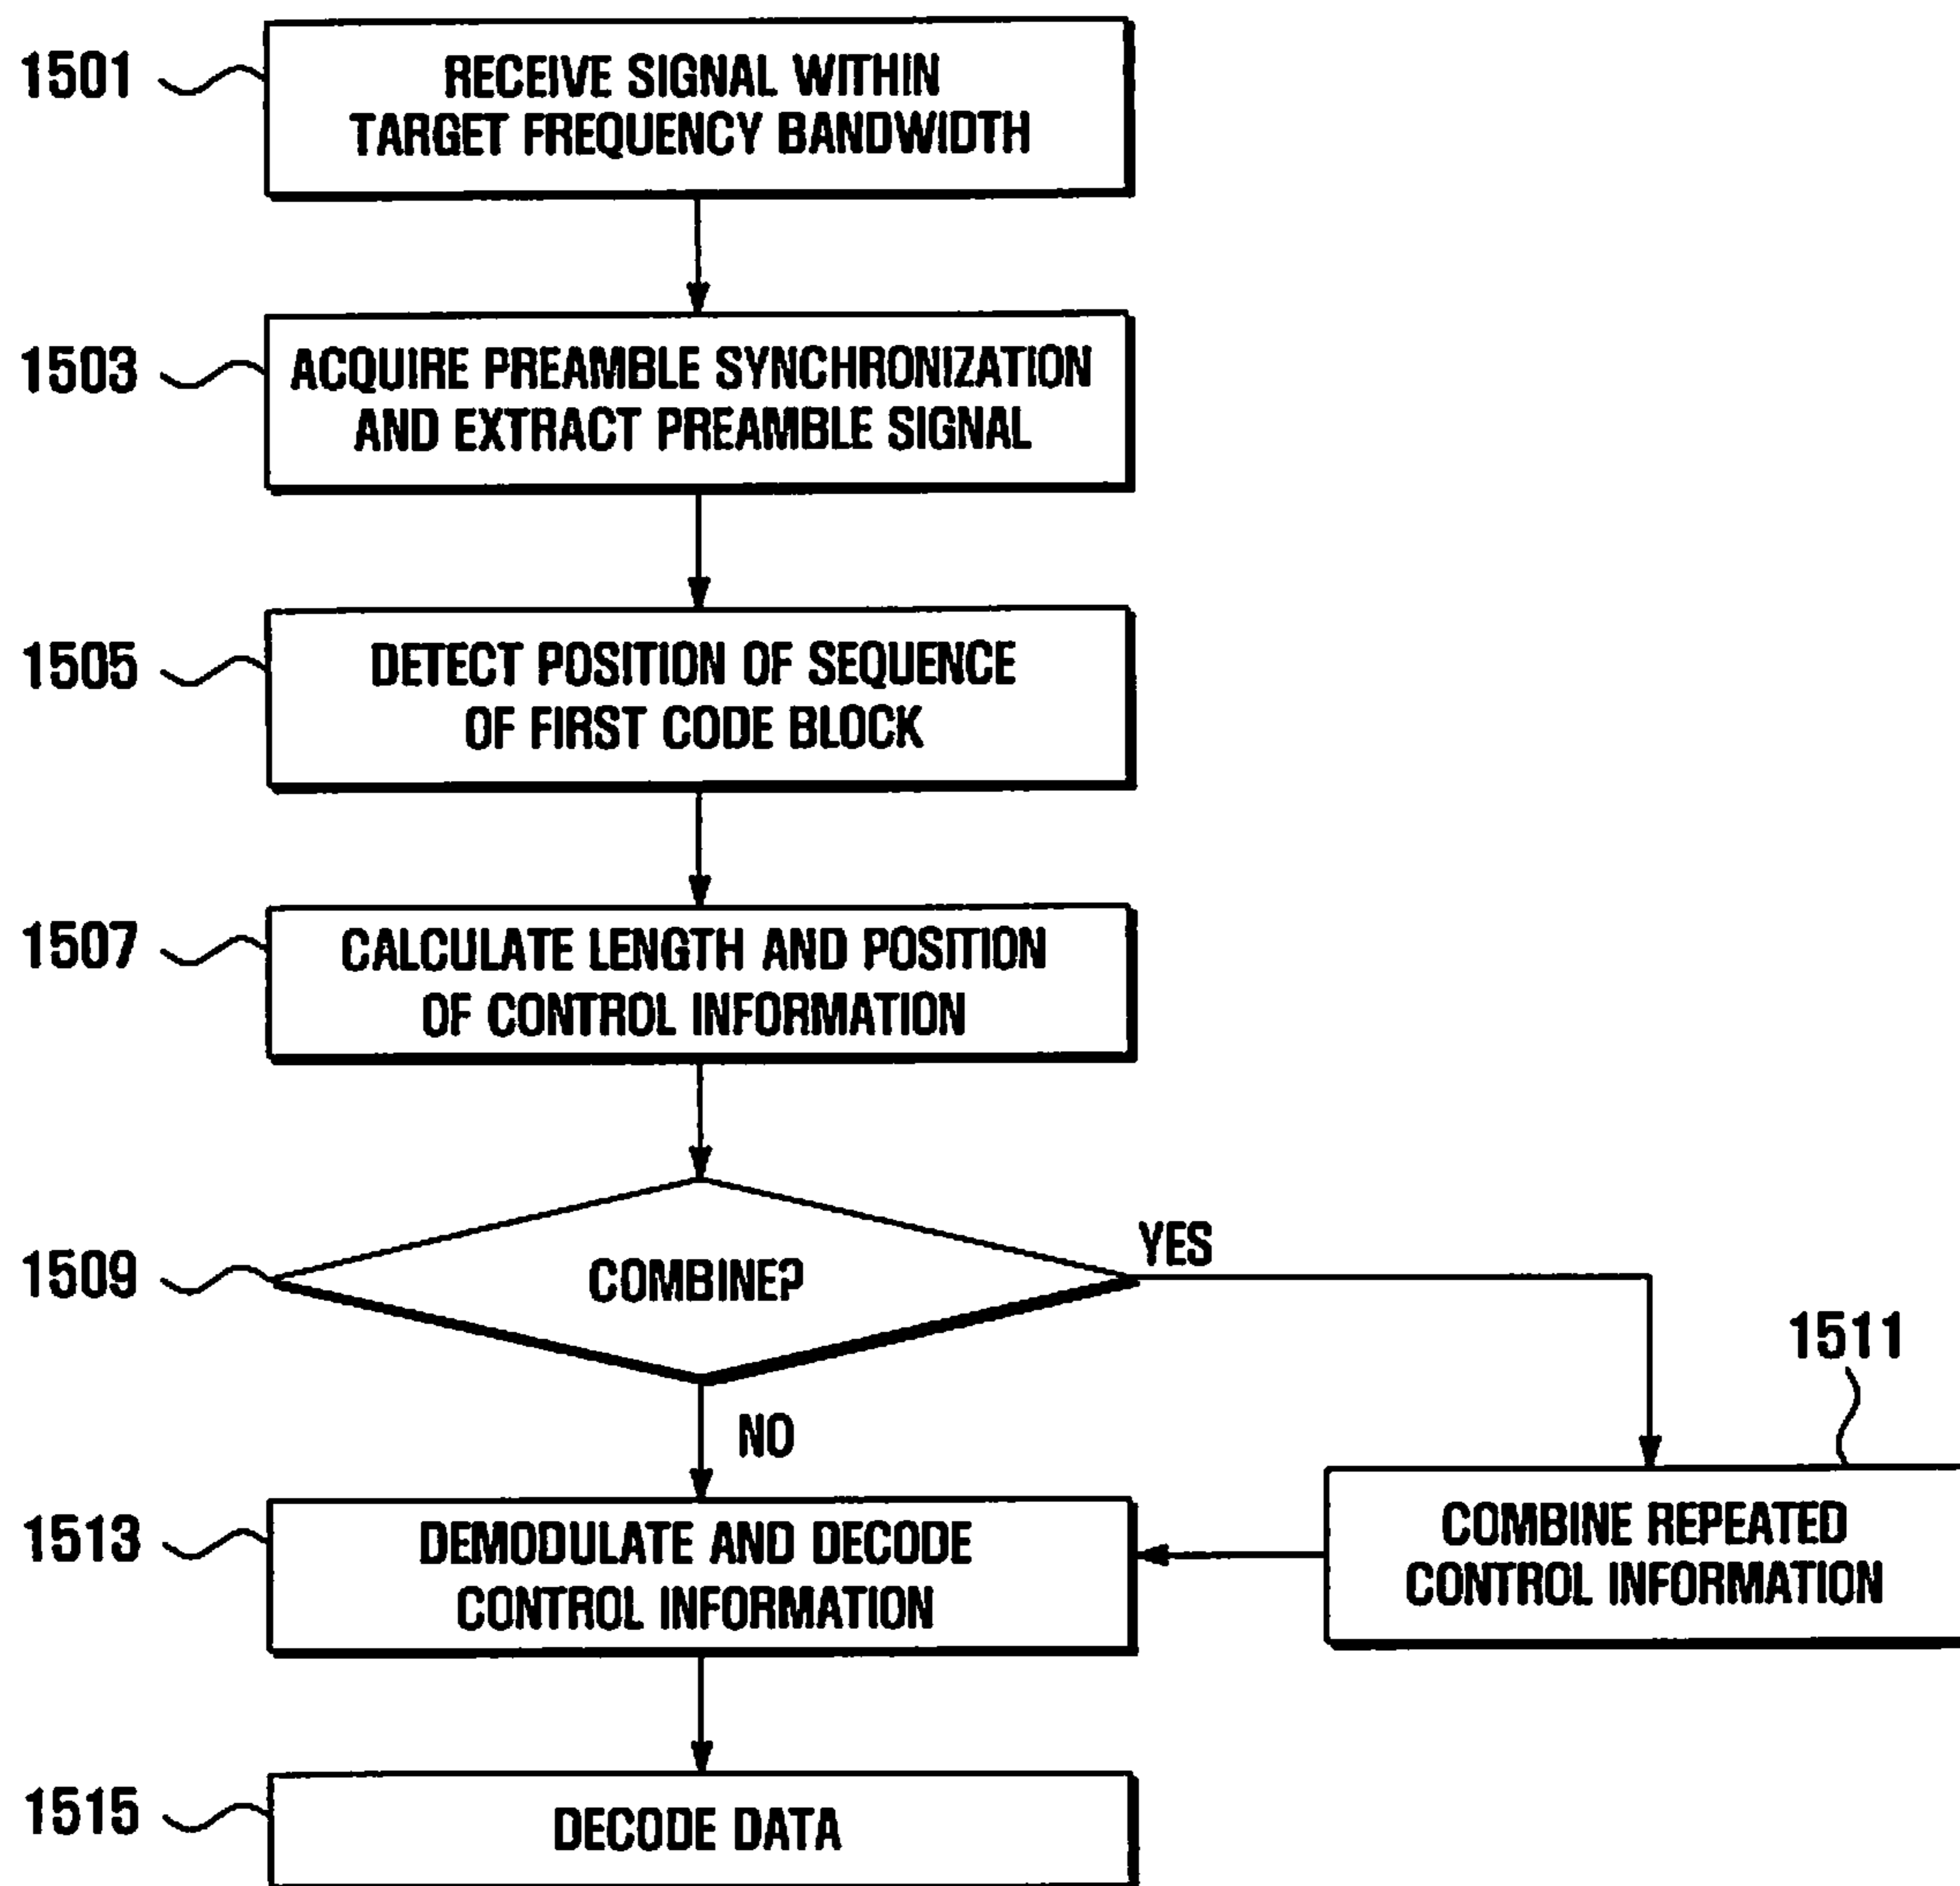 1501
RECEIVE SIGNAL WITHIN
TARGET FREQUENCY BANDWIDTH
1503
ACQUIRE PREAMBLE SYNCHRONIZATION
AND EXTRACT PREAMBLE SIGNAL
1505
DETECT POSITION OF SEQUENCE
OF FIRST CODE BLOCK
1507
CALCULATE LENGTH AND POSITION
OF CONTROL INFORMATION
1509
COMBINE?
YES
NO
1511
COMBINE REPEATED
CONTROL INFORMATION
1513
DEMODULATE AND DECODE
CONTROL INFORMATION
1515
DECODE DATA